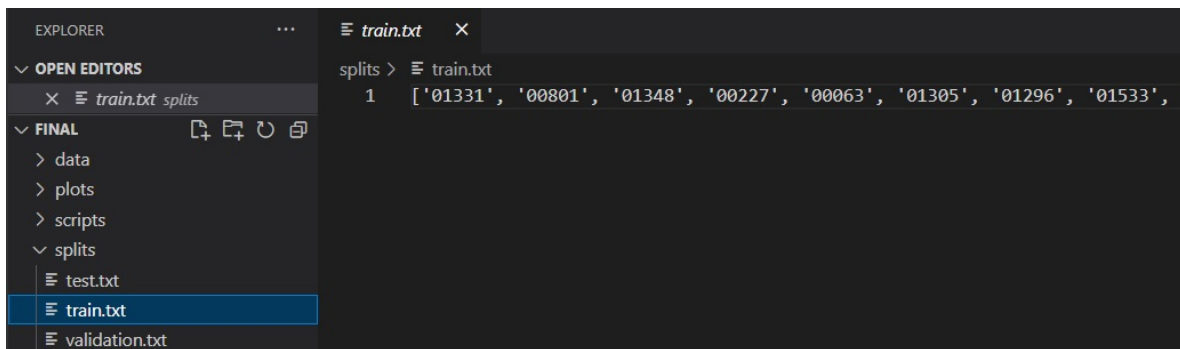 EXPLORER ···
OPEN EDITORS
train.txt splits
FINAL
data
plots
scripts
splits
test.txt
train.txt
validation.txt
train.txt
splits > train.txt
1 ['01331', '00801', '01348', '00227', '00063', '01305', '01296', '01533',